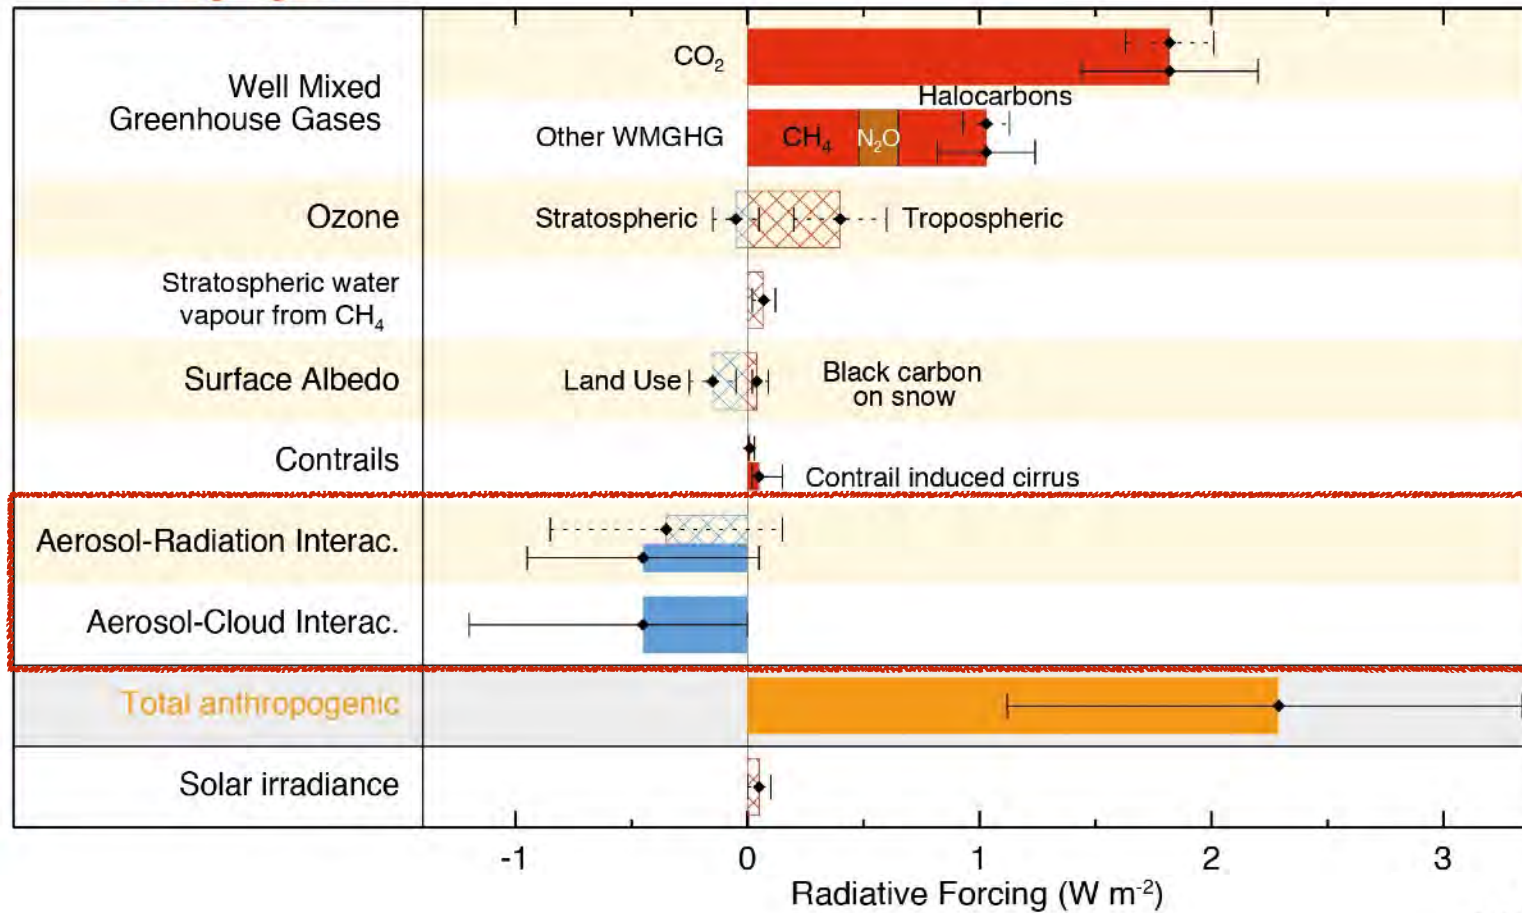 CO₂
Well Mixed
Greenhouse Gases
Halocarbons
Other WMGHG
CH₄
N₂O
Ozone
Stratospheric
Tropospheric
Stratospheric water
vapour from CH₄
Surface Albedo
Land Use
Black carbon
on snow
Contrails
Contrail induced cirrus
Aerosol-Radiation Interac.
Aerosol-Cloud Interac.
Total anthropogenic
Solar irradiance
-1 0 1 2 3
Radiative Forcing (W m⁻²)